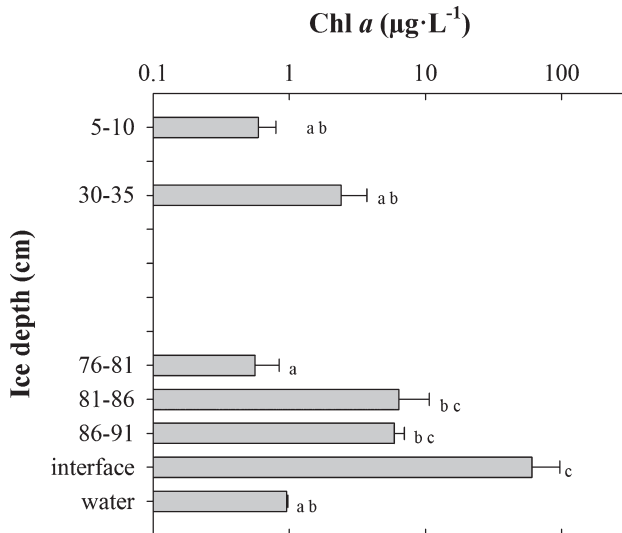 Chl a (µg·L-1)
0.1 1 10 100
Ice depth (cm)
5-10 a b
30-35 a b
76-81 a
81-86 b c
86-91 b c
interface c
water a b